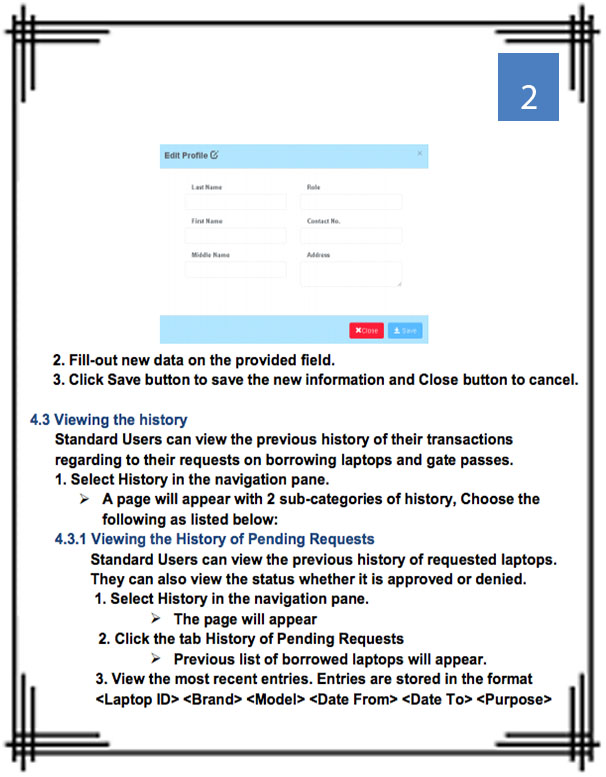 2
Edit Profile
×
Last Name
Role
First Name
Contact No.
Middle Name
Address
Close
Save
2. Fill-out new data on the provided field.
3. Click Save button to save the new information and Close button to cancel.
4.3 Viewing the history
Standard Users can view the previous history of their transactions
regarding to their requests on borrowing laptops and gate passes.
1. Select History in the navigation pane.
➢ A page will appear with 2 sub-categories of history, Choose the
following as listed below:
4.3.1 Viewing the History of Pending Requests
Standard Users can view the previous history of requested laptops.
They can also view the status whether it is approved or denied.
1. Select History in the navigation pane.
➢ The page will appear
2. Click the tab History of Pending Requests
➢ Previous list of borrowed laptops will appear.
3. View the most recent entries. Entries are stored in the format
<Laptop ID> <Brand> <Model> <Date From> <Date To> <Purpose>